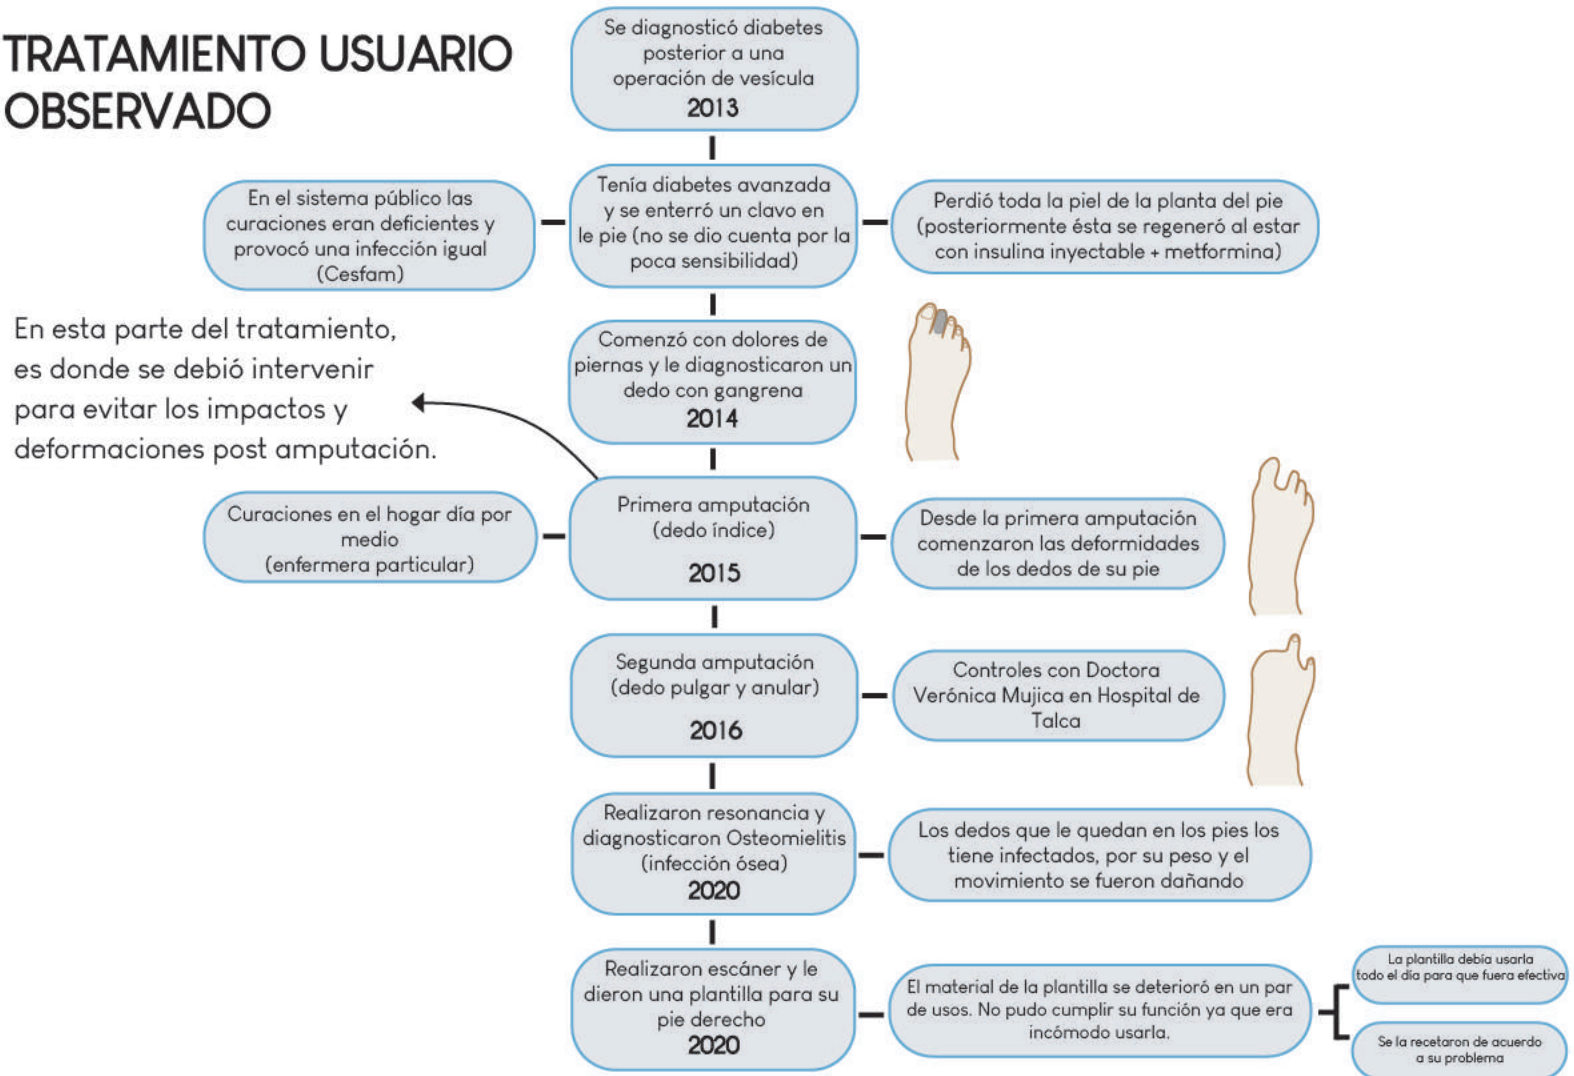 TRATAMIENTO USUARIO
OBSERVADO
Se diagnosticó diabetes
posterior a una
operación de vesícula
2013
En el sistema público las
curaciones eran deficientes y
provocó una infección igual
(Cesfam)
Tenía diabetes avanzada
y se enterró un clavo en
le pie (no se dio cuenta por la
poca sensibilidad)
Perdió toda la piel de la planta del pie
(posteriormente ésta se regeneró al estar
con insulina inyectable + metformina)
En esta parte del tratamiento,
es donde se debió intervenir
para evitar los impactos y
deformaciones post amputación.
Comenzó con dolores de
piernas y le diagnosticaron un
dedo con gangrena
2014
Curaciones en el hogar día por
medio
(enfermera particular)
Primera amputación
(dedo índice)
2015
Desde la primera amputación
comenzaron las deformidades
de los dedos de su pie
Segunda amputación
(dedo pulgar y anular)
2016
Controles con Doctora
Verónica Mujica en Hospital de
Talca
Realizaron resonancia y
diagnosticaron Osteomielitis
(infección ósea)
2020
Los dedos que le quedan en los pies los
tiene infectados, por su peso y el
movimiento se fueron dañando
Realizaron escáner y le
dieron una plantilla para su
pie derecho
2020
El material de la plantilla se deterioró en un par
de usos. No pudo cumplir su función ya que era
incómodo usarla.
La plantilla debía usarla
todo el día para que fuera efectiva
Se la recetaron de acuerdo
a su problema